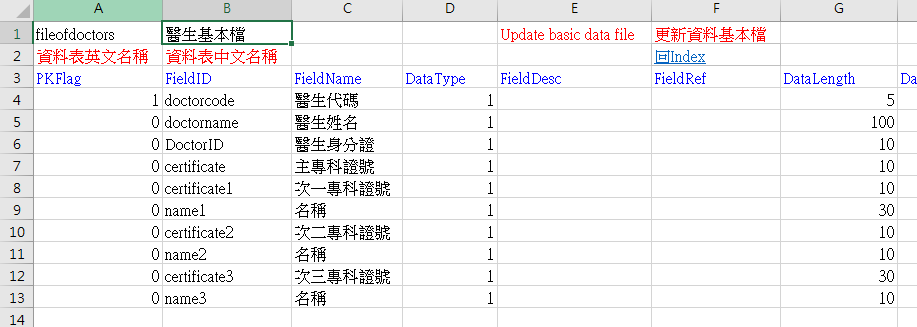 A B C D E F G
1 fileofdoctors 醫生基本檔 Update basic data file 更新資料基本檔
2 資料表英文名稱 資料表中文名稱 回Index
3 PKFlag FieldID FieldName DataType FieldDesc FieldRef DataLength Da
4 1 doctorcode 醫生代碼 1 5
5 0 doctorname 醫生姓名 1 100
6 0 DoctorID 醫生身分證 1 10
7 0 certificate 主專科證號 1 10
8 0 certificate1 次一專科證號 1 10
9 0 name1 名稱 1 30
10 0 certificate2 次二專科證號 1 10
11 0 name2 名稱 1 10
12 0 certificate3 次三專科證號 1 30
13 0 name3 名稱 1 10
14